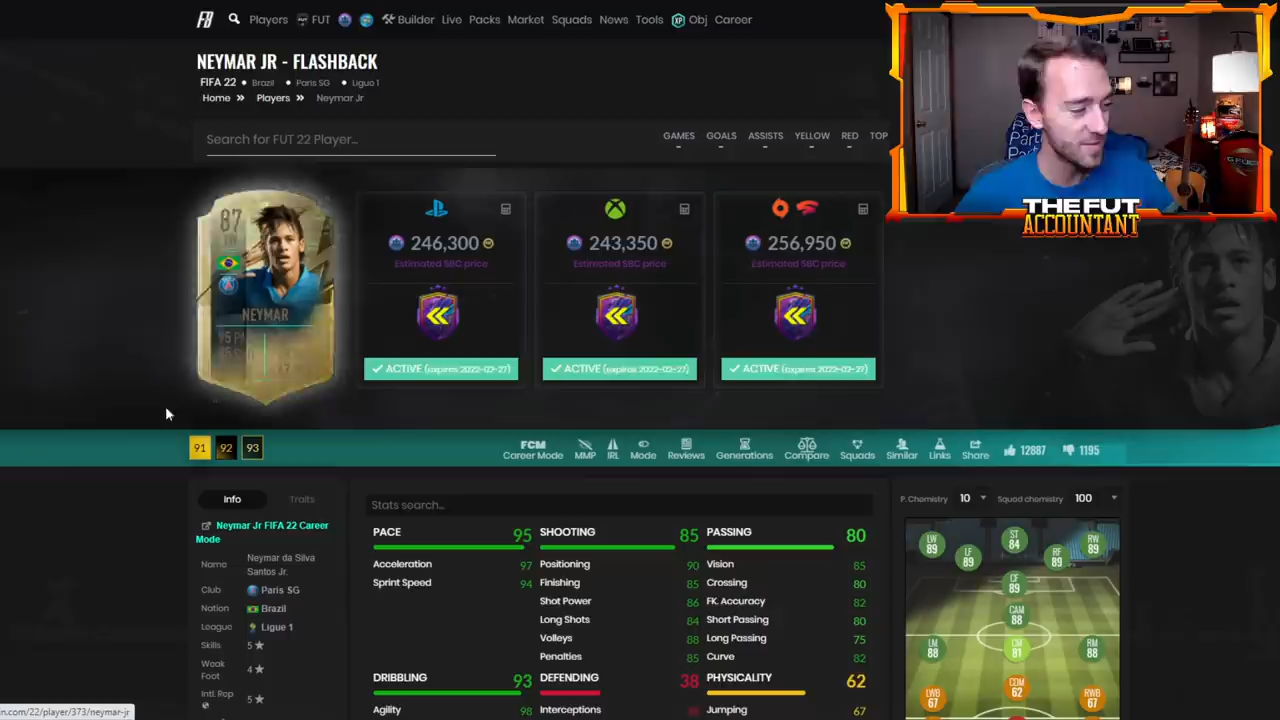 FB Players FUT Builder Live Packs Market Squads News Tools XP Obj Career
NEYMAR JR - FLASHBACK
FIFA 22 • Brazil • Paris SG • Ligue 1
Home » Players » Neymar Jr
Search for FUT 22 Player...
GAMES GOALS ASSISTS YELLOW RED TOP
- - - - -
THE FUT
ACCOUNTANT
87
NEYMAR
246,300
Estimated SBC price
ACTIVE (expires 2022-02-27)
243,350
Estimated SBC price
ACTIVE (expires 2022-02-27)
256,950
Estimated SBC price
ACTIVE (expires 2022-02-27)
91 92 93
FCM
Career Mode MMP IRL Mode Reviews Generations Compare Squads Similar Links Share 12887 1195
Info Traits
Neymar Jr FIFA 22 Career
Mode
Name Neymar da Silva
Santos Jr.
Club Paris SG
Nation Brazil
League Ligue 1
Skills 5★
Weak
Foot 4★
Intl. Rep 5★
Stats search...
PACE 95
Acceleration 97
Sprint Speed 94
SHOOTING 85
Positioning 90
Finishing 85
Shot Power 86
Long Shots 84
Volleys 88
Penalties 85
PASSING 80
Vision 85
Crossing 80
FK. Accuracy 82
Short Passing 80
Long Passing 75
Curve 82
DRIBBLING 93
Agility 98
DEFENDING 38
Interceptions
PHYSICALITY 62
Jumping 67
P. Chemistry 10 Squad chemistry 100
LW 89
LF 89
ST 84
RF 89
RW 89
CF 89
CAM 88
LM 88
CM 81
RM 88
CDM 62
LWB 67
RWB 67
in.com/22/player/373/neymar-jr